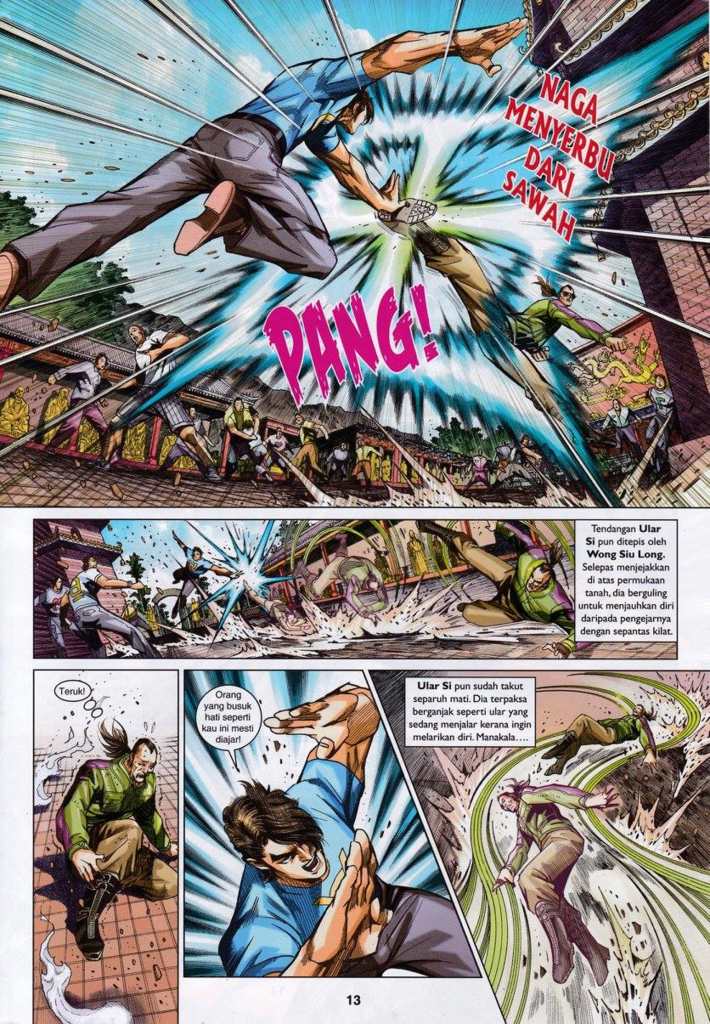 NAGA
MENYERBU
DARI
SAWAH
PANG!
Tendangan Ular
Si pun ditepis oleh
Wong Siu Long.
Selepas menjejakkan
di atas permukaan
tanah, dia berguling
untuk menjauhkan diri
daripada pengejarnya
dengan sepantas kilat.
Teruk!
Orang
yang busuk
hati seperti
kau ini mesti
diajar!
Ular Si pun sudah takut
separuh mati. Dia terpaksa
berganjak seperti ular yang
sedang menjalar kerana ingin
melarikan diri. Manakala....
13